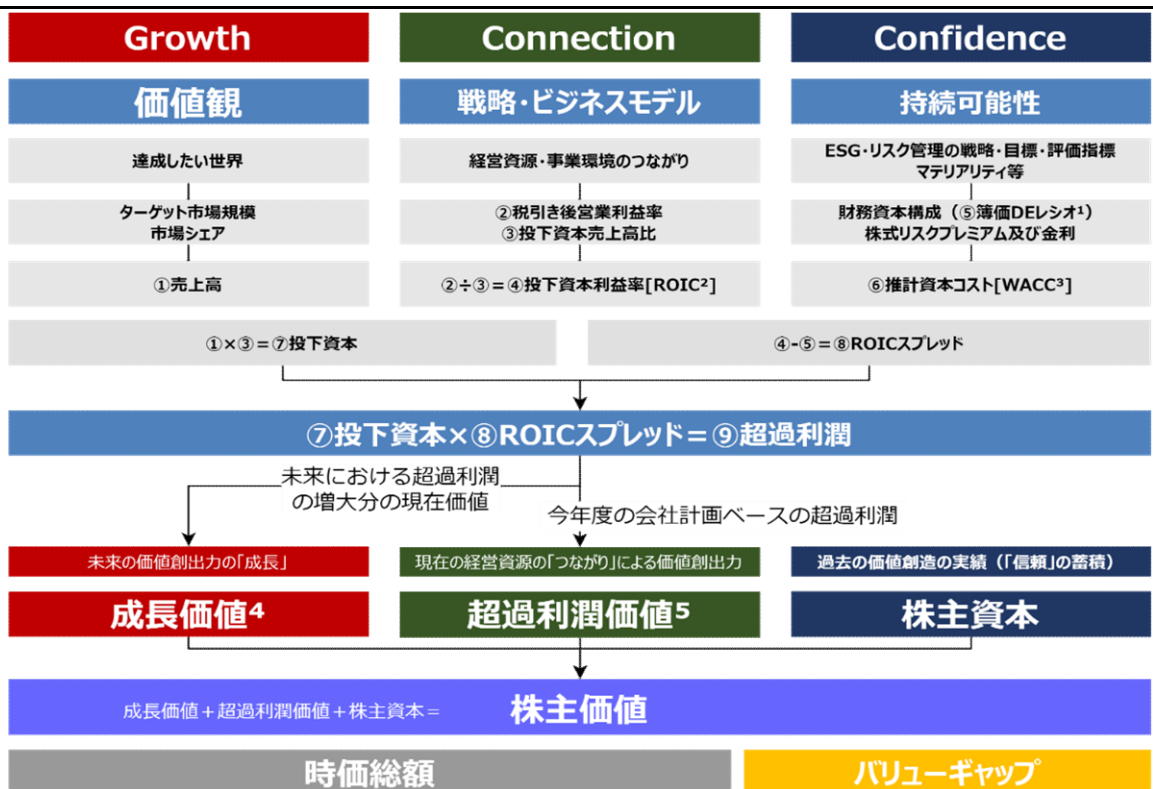 Growth
Connection
Confidence
価値観
戦略・ビジネスモデル
持続可能性
達成したい世界
経営資源・事業環境のつながり
ESG・リスク管理の戦略・目標・評価指標
マテリアリティ等
ターゲット市場規模
市場シェア
②税引き後営業利益率
③投下資本売上高比
財務資本構成（⑤簿価DEレシオ¹）
株式リスクプレミアム及び金利
①売上高
②÷③＝④投下資本利益率[ROIC²]
⑥推計資本コスト[WACC³]
①×③＝⑦投下資本
④-⑤＝⑧ROICスプレッド
⑦投下資本×⑧ROICスプレッド＝⑨超過利潤
未来における超過利潤
の増大分の現在価値
今年度の会社計画ベースの超過利潤
未来の価値創出力の「成長」
現在の経営資源の「つながり」による価値創出力
過去の価値創造の実績（「信頼」の蓄積）
成長価値⁴
超過利潤価値⁵
株主資本
成長価値＋超過利潤価値＋株主資本＝ 株主価値
時価総額
バリューギャップ